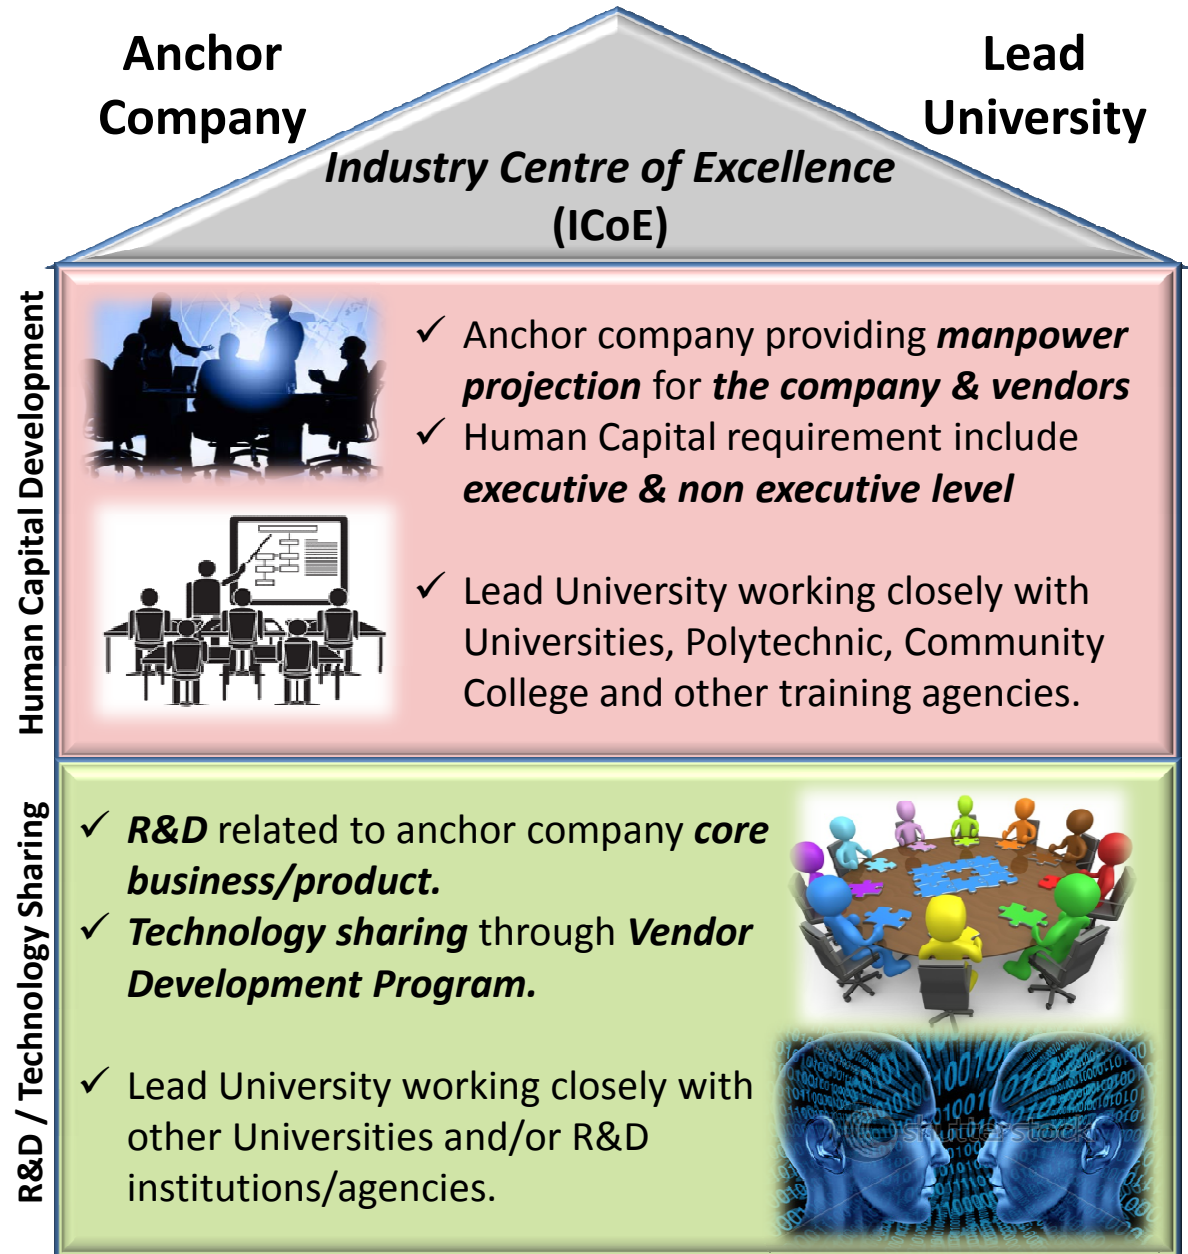 Anchor
Company
Lead
University
Industry Centre of Excellence
(ICoE)
Human Capital Development
✓ Anchor company providing manpower
projection for the company & vendors
✓ Human Capital requirement include
executive & non executive level
✓ Lead University working closely with
Universities, Polytechnic, Community
College and other training agencies.
R&D / Technology Sharing
✓ R&D related to anchor company core
business/product.
✓ Technology sharing through Vendor
Development Program.
✓ Lead University working closely with
other Universities and/or R&D
institutions/agencies.
shutterstock